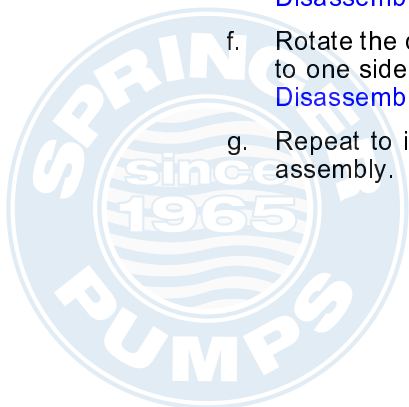 Disassemb
f. Rotate the
to one side
Disassemb
g. Repeat to i
assembly.
SPRINGER
since
1965
PUMPS